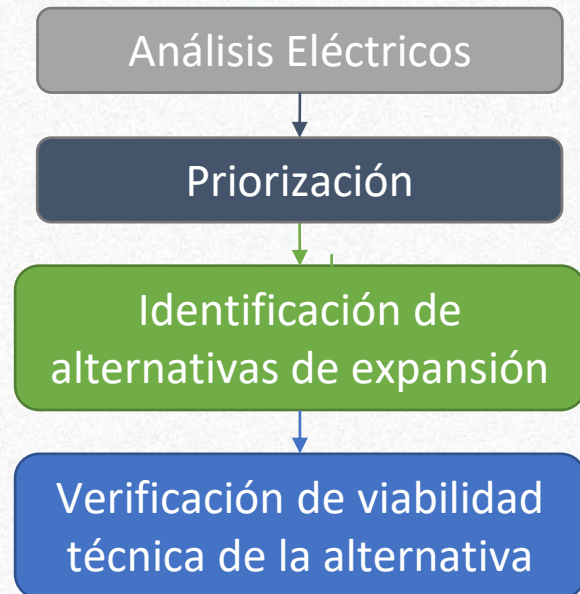 Análisis Eléctricos
Priorización
Identificación de
alternativas de expansión
Verificación de viabilidad
técnica de la alternativa